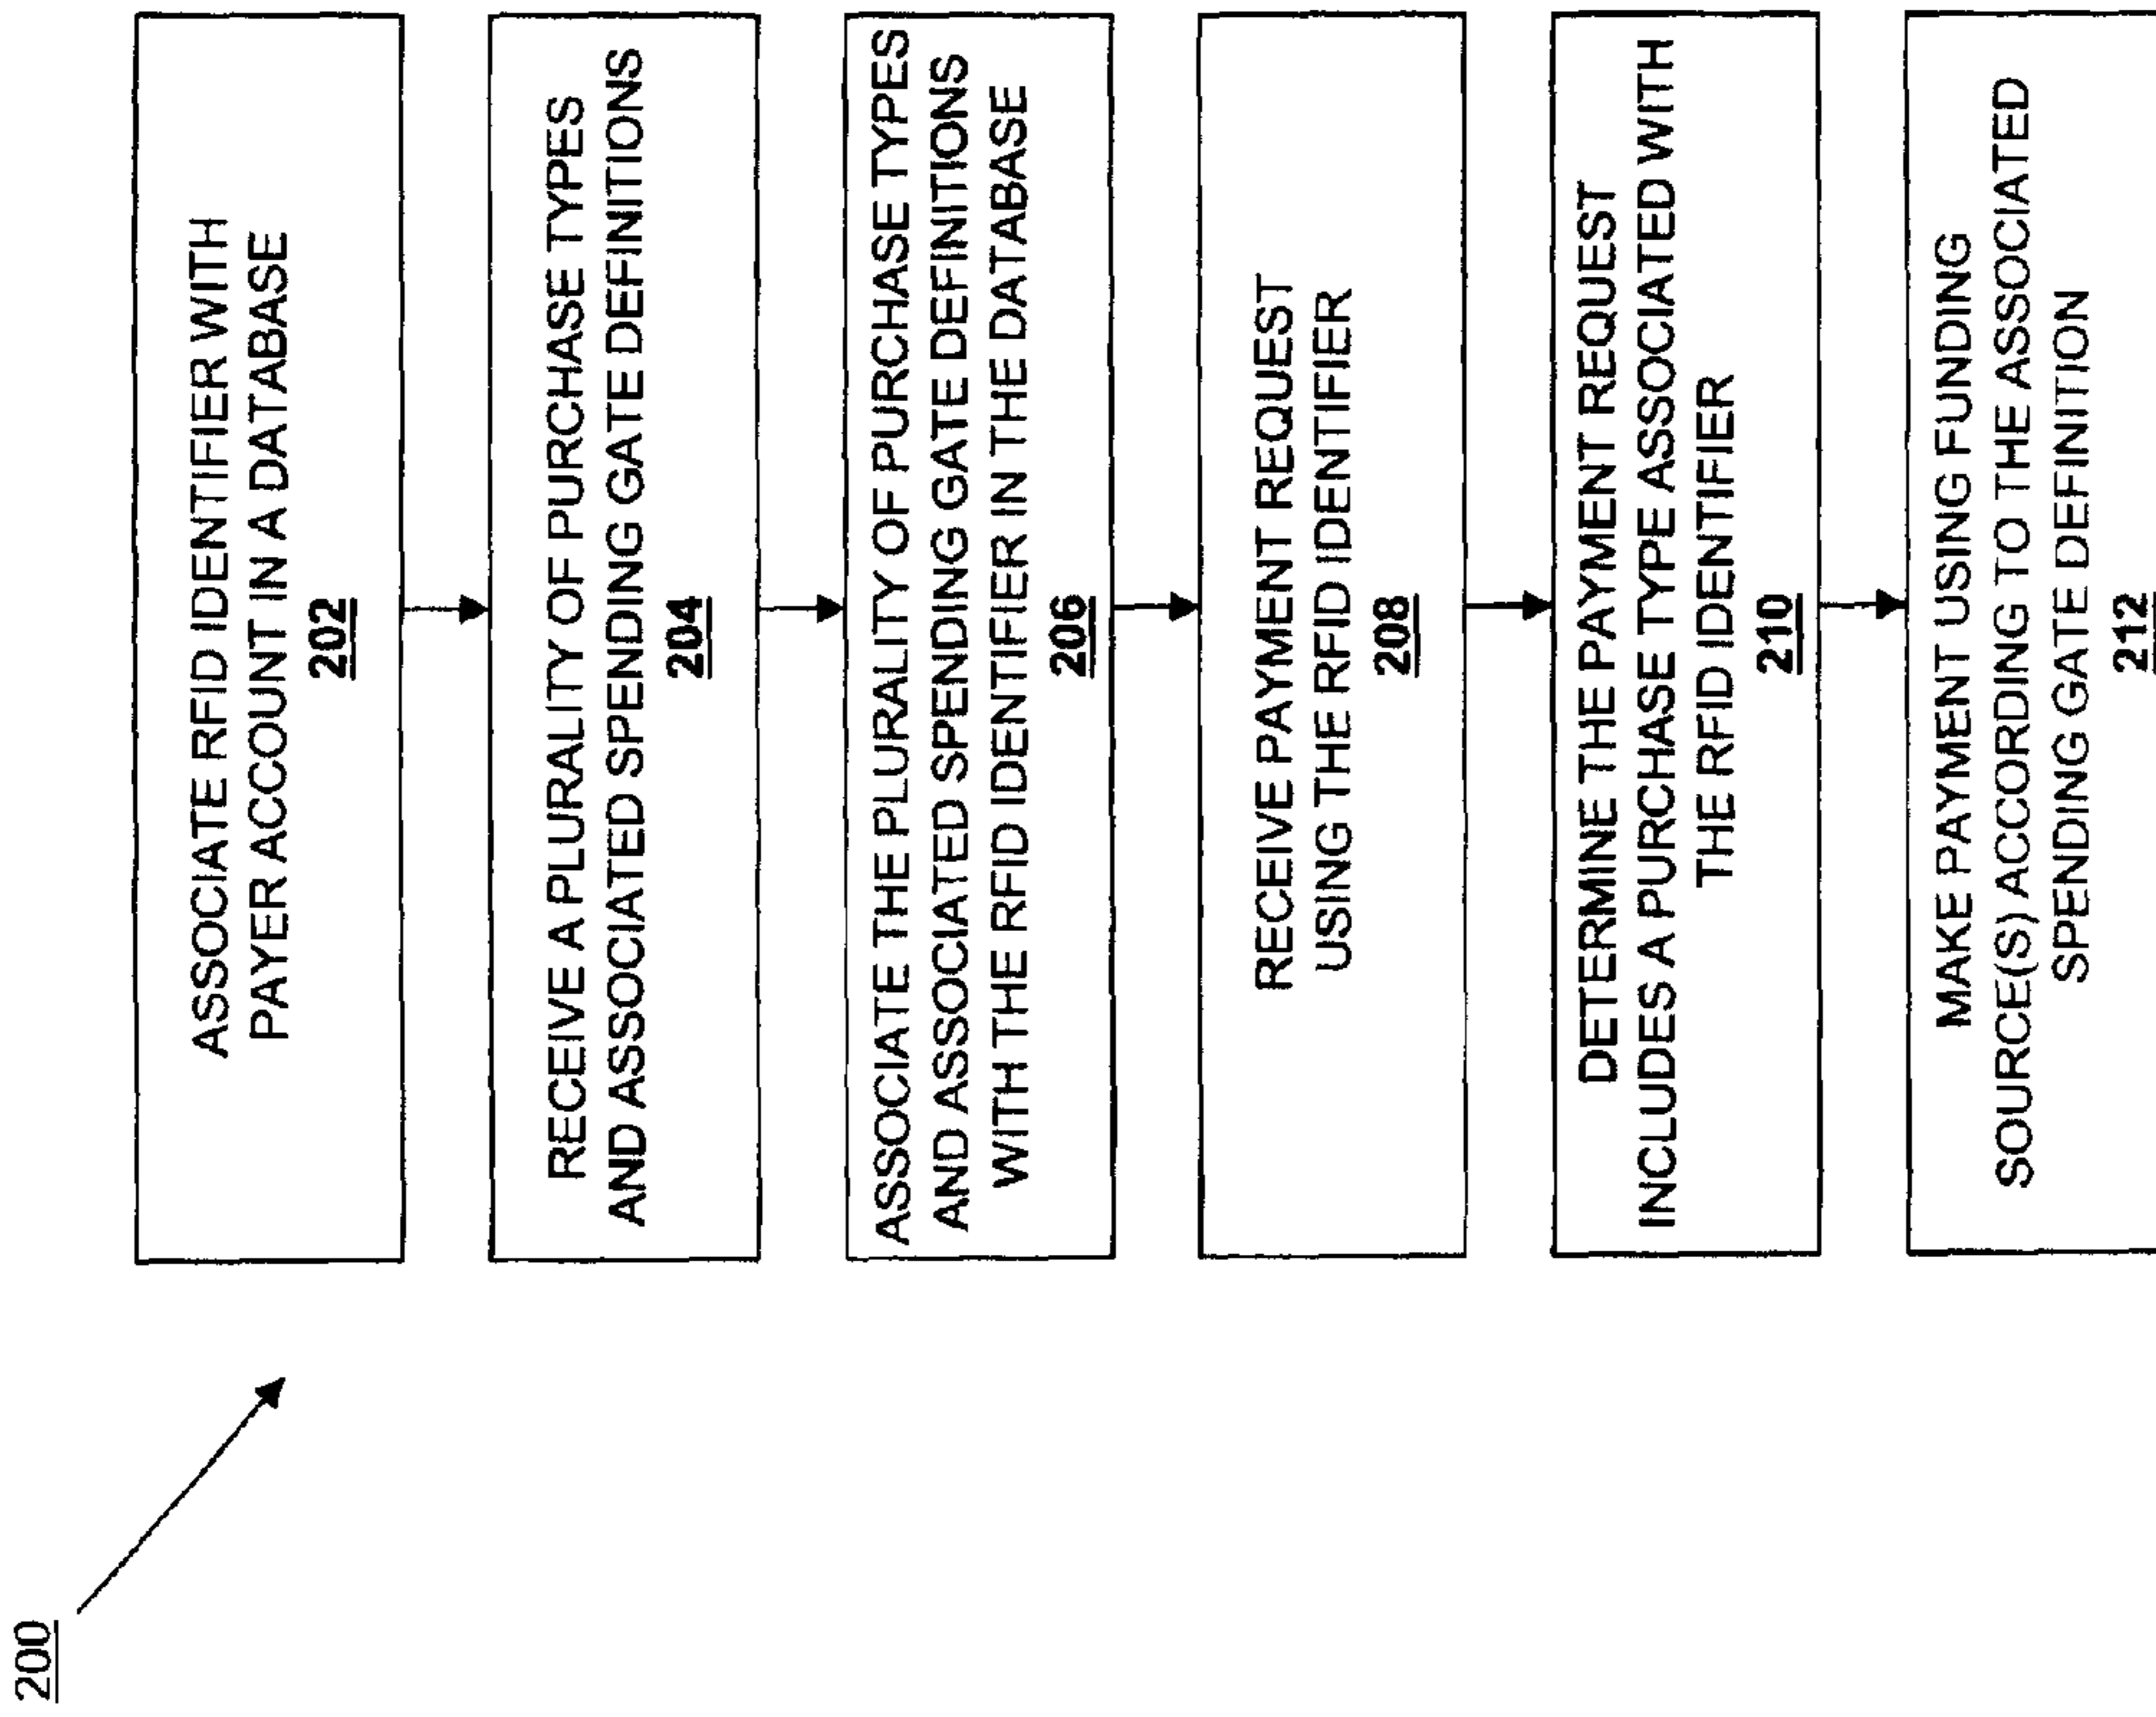 200
ASSOCIATE RFID IDENTIFIER WITH
PAYER ACCOUNT IN A DATABASE
202
RECEIVE A PLURALITY OF PURCHASE TYPES
AND ASSOCIATED SPENDING GATE DEFINITIONS
204
ASSOCIATE THE PLURALITY OF PURCHASE TYPES
AND ASSOCIATED SPENDING GATE DEFINITIONS
WITH THE RFID IDENTIFIER IN THE DATABASE
206
RECEIVE PAYMENT REQUEST
USING THE RFID IDENTIFIER
208
DETERMINE THE PAYMENT REQUEST
INCLUDES A PURCHASE TYPE ASSOCIATED WITH
THE RFID IDENTIFIER
210
MAKE PAYMENT USING FUNDING
SOURCE(S) ACCORDING TO THE ASSOCIATED
SPENDING GATE DEFINITION
212